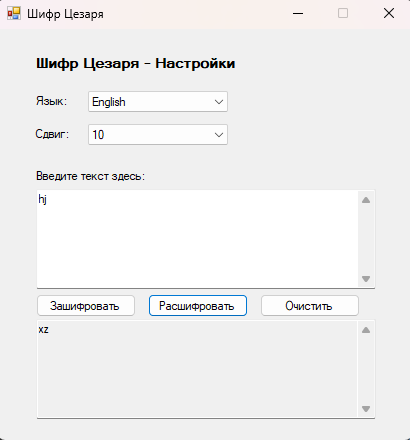 Шифр Цезаря
Шифр Цезаря - Настройки
Язык: English
Сдвиг: 10
Введите текст здесь:
hj
Зашифровать Расшифровать Очистить
xz